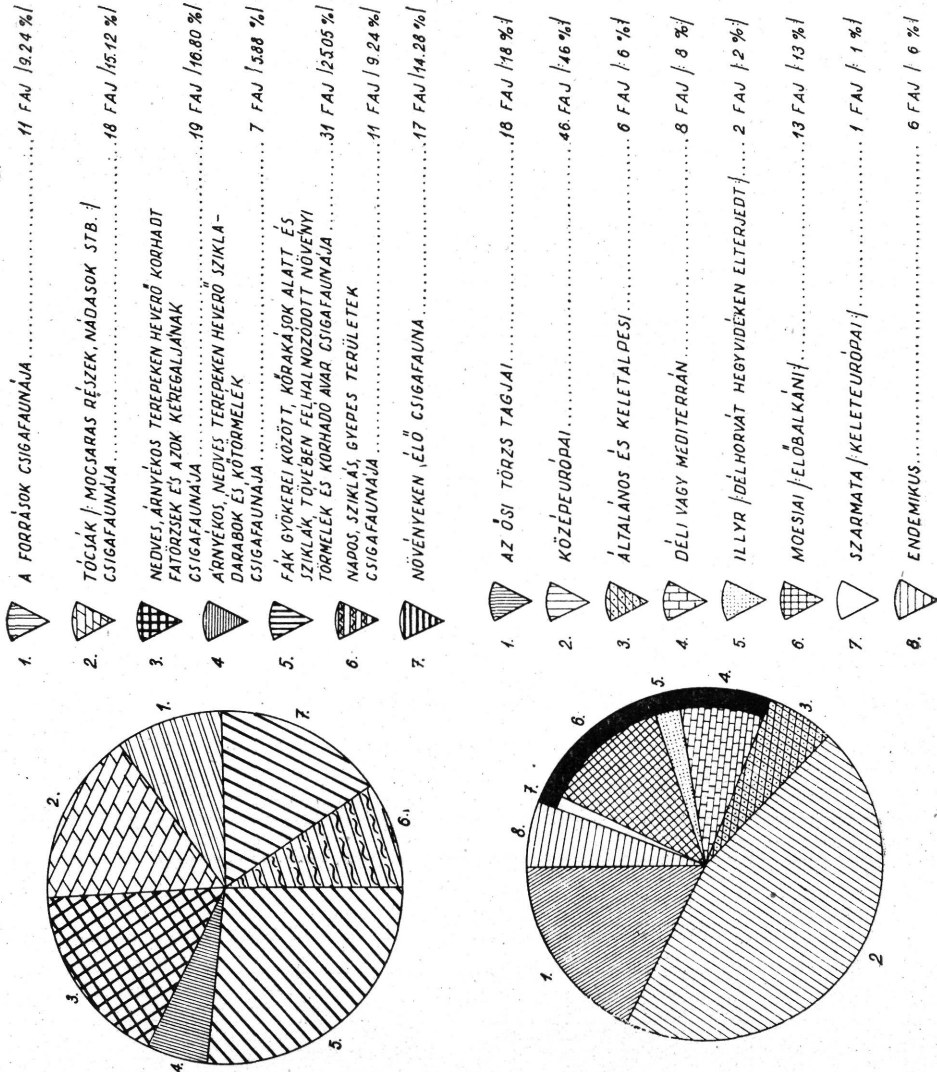 1. A FORRÁSOK CSIGAFAUNÁJA....................11 FAJ /9.24 %/
2. TÓCSÁK /: MOCSARAS RÉSZEK, NÁDASOK STB. :/
CSIGAFAUNÁJA....................18 FAJ /15.12 %/
3. NEDVES, ÁRNYÉKOS TEREPEKEN HEVERŐ KORHADT
FATÖRZSEK ÉS AZOK KÉREGALJÁNAK
CSIGAFAUNÁJA....................19 FAJ /16.80 %/
4 ÁRNYÉKOS, NEDVES TEREPEKEN HEVERŐ SZIKLA-
DARABOK ÉS KŐTÖRMELÉK
CSIGAFAUNÁJA....................7 FAJ /5.88 %/
5. FÁK GYÖKEREI KÖZÖTT, KŐRAKÁSOK ALATT ÉS
SZIKLÁK TÖVÉBEN FELHALMOZÓDOTT NÖVÉNYI
TÖRMELÉK ÉS KORHADÓ AVAR CSIGAFAUNÁJA....................31 FAJ /25.05 %/
6. NAPOS, SZIKLÁS, GYEPES TERÜLETEK
CSIGAFAUNÁJA....................11 FAJ /9.24 %/
7. NÖVÉNYEKEN ÉLŐ CSIGAFAUNA....................17 FAJ /14.28 %/
1.
2.
3.
4.
5.
6.
7.
1. AZ ŐSI TÖRZS TAGJAI....................18 FAJ /:18 %:/
2. KÖZÉPEURÓPAI....................46 FAJ /:46 %:/
3. ÁLTALÁNOS ÉS KELETALPESI....................6 FAJ /: 6 %:/
4. DÉLI VAGY MEDITERRÁN....................8 FAJ /: 8 %:/
5. ILLYR /:DÉLHORVÁT HEGYVIDÉKEN ELTERJEDT:/....................2 FAJ /: 2 %:/
6. MOESIAI /:ELŐBALKÁNI:/....................13 FAJ /:13 %:/
7. SZARMATA /:KELETEURÓPAI:/....................1 FAJ /: 1 %:/
8. ENDEMIKUS....................6 FAJ /: 6 %:/
1.
2
3.
4.
5.
6.
7.
8.